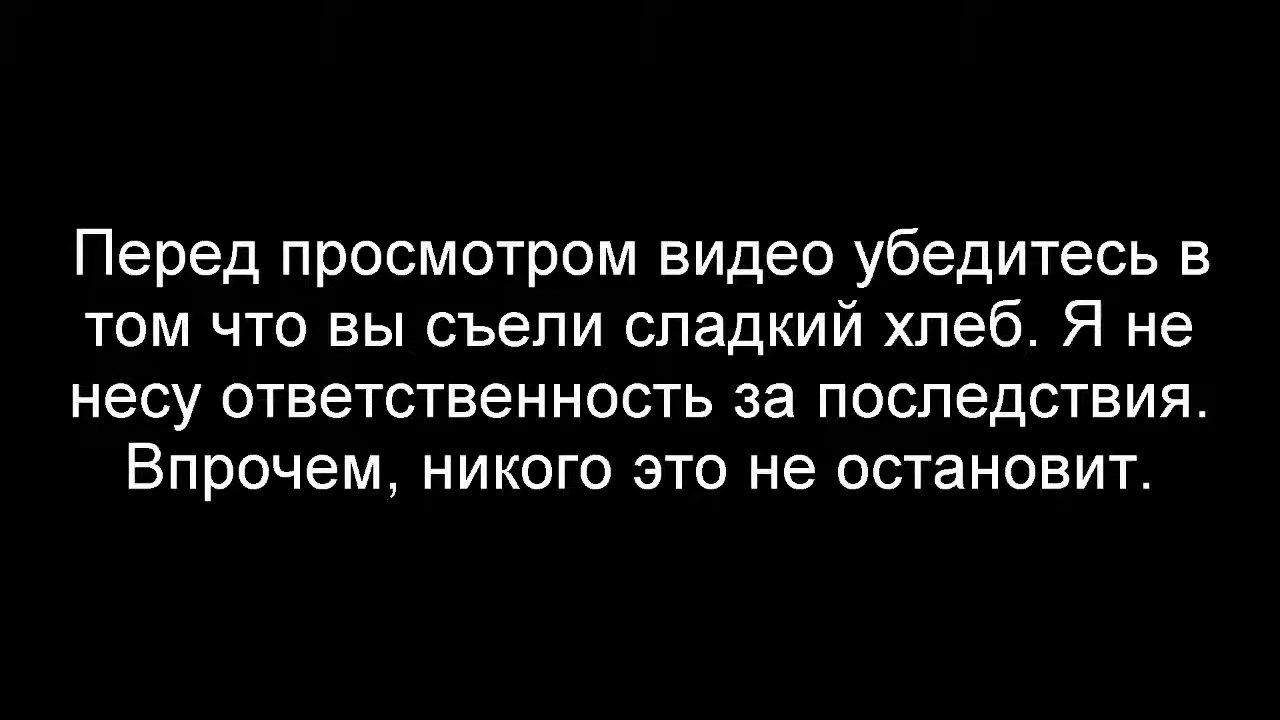 Перед просмотром видео убедитесь в
том что вы съели сладкий хлеб. Я не
несу ответственность за последствия.
Впрочем, никого это не остановит.